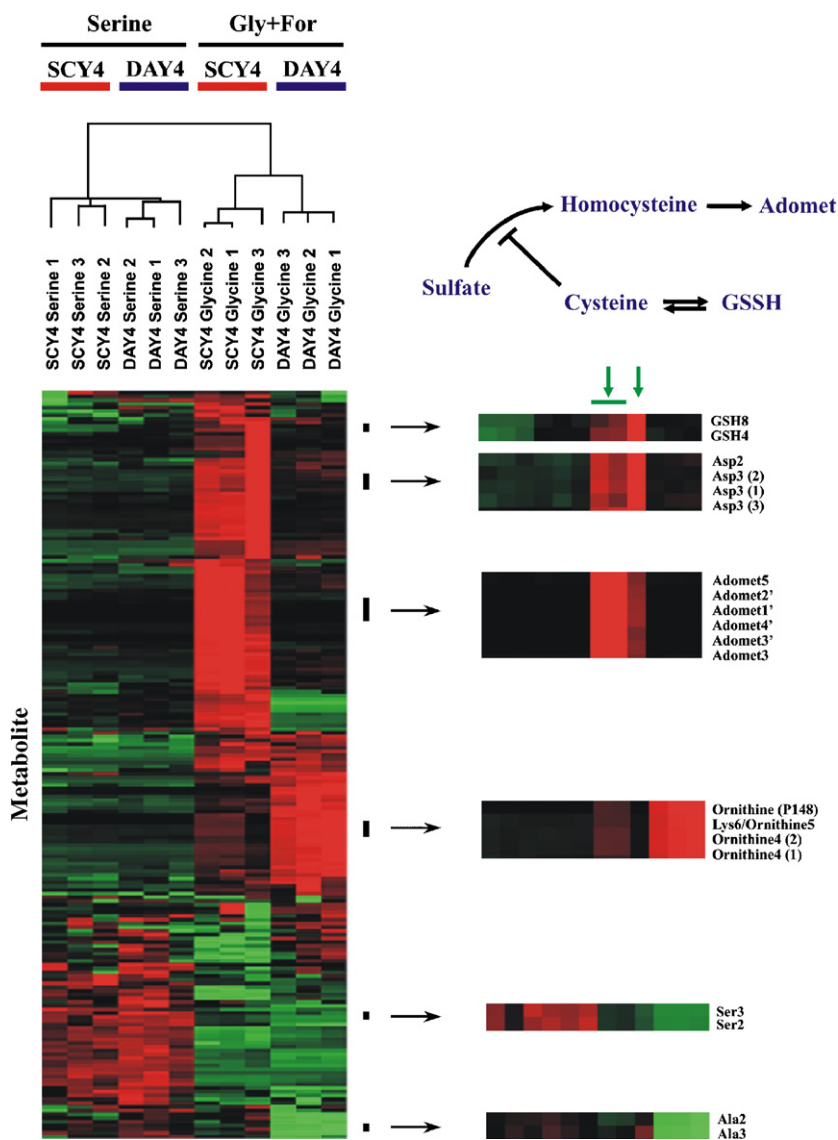 Serine Gly+For
SCY4 DAY4 SCY4 DAY4
SCY4 Serine 1
SCY4 Serine 3
SCY4 Serine 2
DAY4 Serine 2
DAY4 Serine 1
DAY4 Serine 3
SCY4 Glycine 2
SCY4 Glycine 1
SCY4 Glycine 3
DAY4 Glycine 3
DAY4 Glycine 2
DAY4 Glycine 1
Homocysteine Adomet
Sulfate
Cysteine GSSH
Metabolite
GSH8
GSH4
Asp2
Asp3 (2)
Asp3 (1)
Asp3 (3)
Adomet5
Adomet2’
Adomet1’
Adomet4’
Adomet3’
Adomet3
Ornithine (P148)
Lys6/Ornithine5
Ornithine4 (2)
Ornithine4 (1)
Ser3
Ser2
Ala2
Ala3